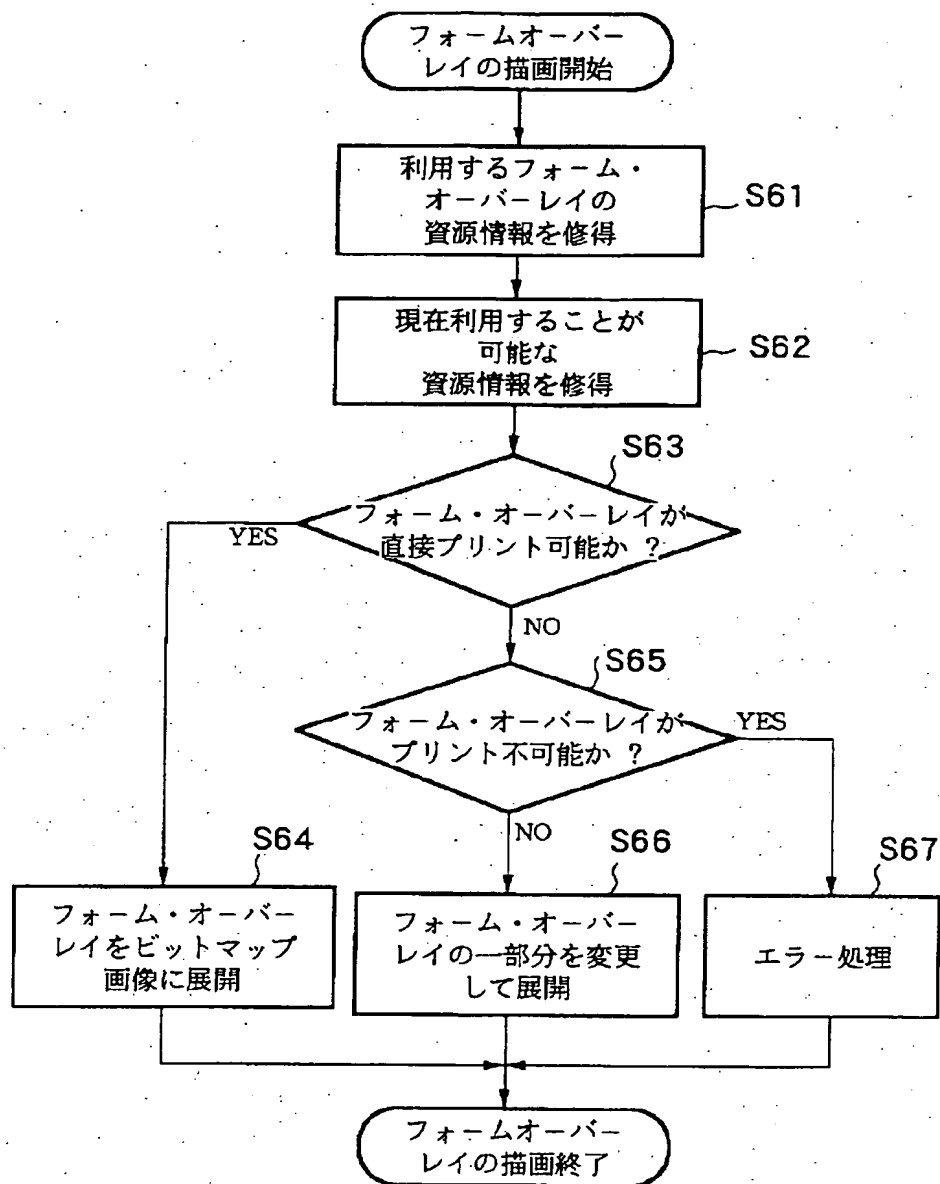 フォームオーバー
レイの描画開始
利用するフォーム・
オーバーレイの
資源情報を修得
S61
現在利用することが
可能な
資源情報を修得
S62
S63
フォーム・オーバーレイが
直接プリント可能か ?
YES
NO
S65
フォーム・オーバーレイが
プリント不可能か ?
YES
NO
S64
フォーム・オーバー
レイをビットマップ
画像に展開
S66
フォーム・オーバー
レイの一部分を変更
して展開
S67
エラー処理
フォームオーバー
レイの描画終了